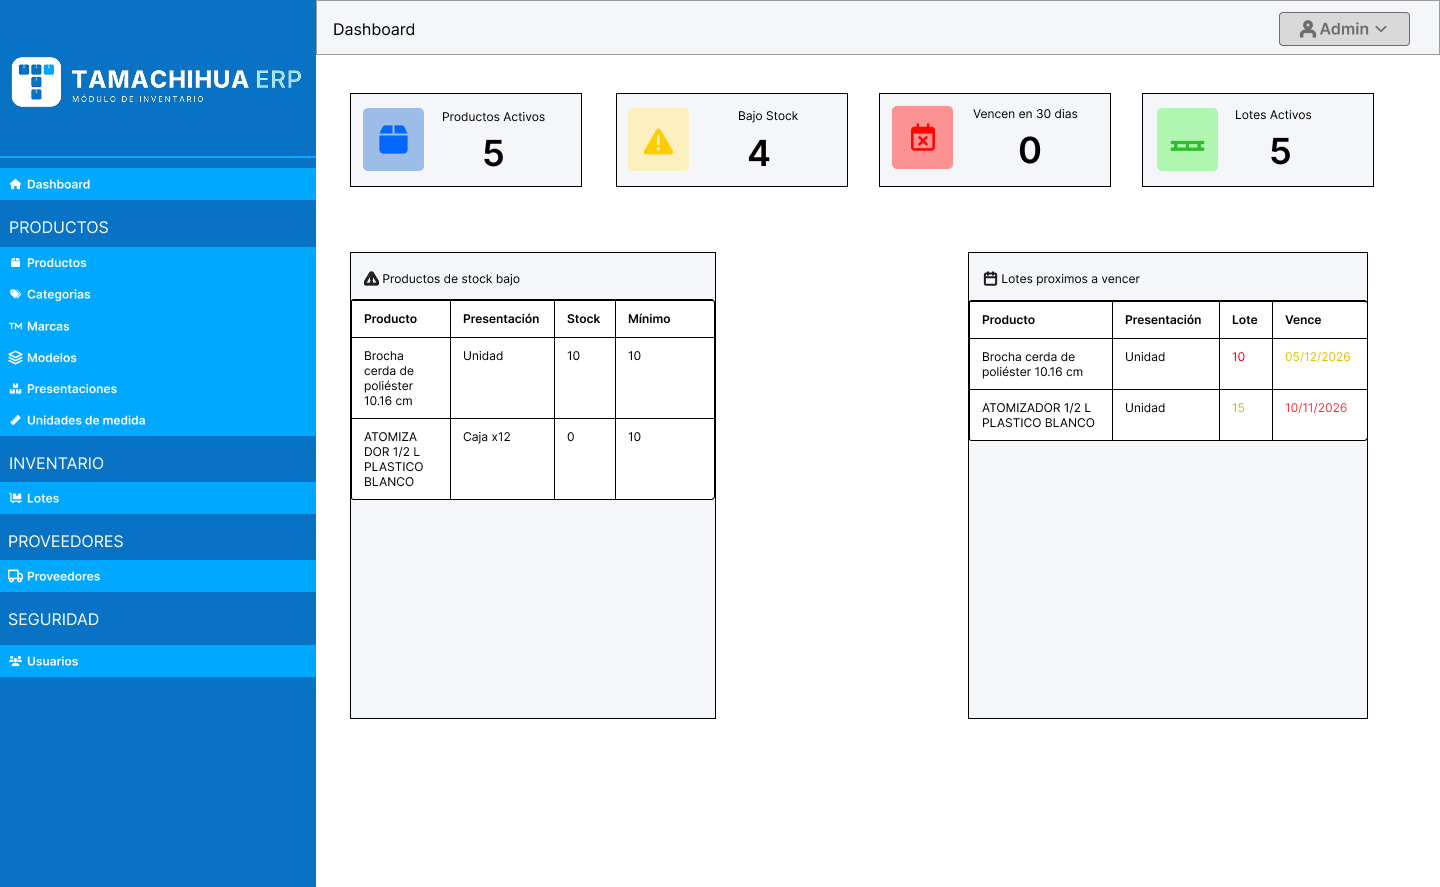 TAMACHIHUA ERP
MÓDULO DE INVENTARIO
Dashboard
PRODUCTOS
Productos
Categorias
TM Marcas
Modelos
Presentaciones
Unidades de medida
INVENTARIO
Lotes
PROVEEDORES
Proveedores
SEGURIDAD
Usuarios
Dashboard
Admin
Productos Activos
5
Bajo Stock
4
Vencen en 30 dias
0
Lotes Activos
5
Productos de stock bajo
Producto Presentación Stock Mínimo
Brocha Unidad 10 10
cerda de
poliéster
10.16 cm
ATOMIZA Caja x12 0 10
DOR 1/2 L
PLASTICO
BLANCO
Lotes proximos a vencer
Producto Presentación Lote Vence
Brocha cerda de Unidad 10 05/12/2026
poliéster 10.16 cm
ATOMIZADOR 1/2 L Unidad 15 10/11/2026
PLASTICO BLANCO